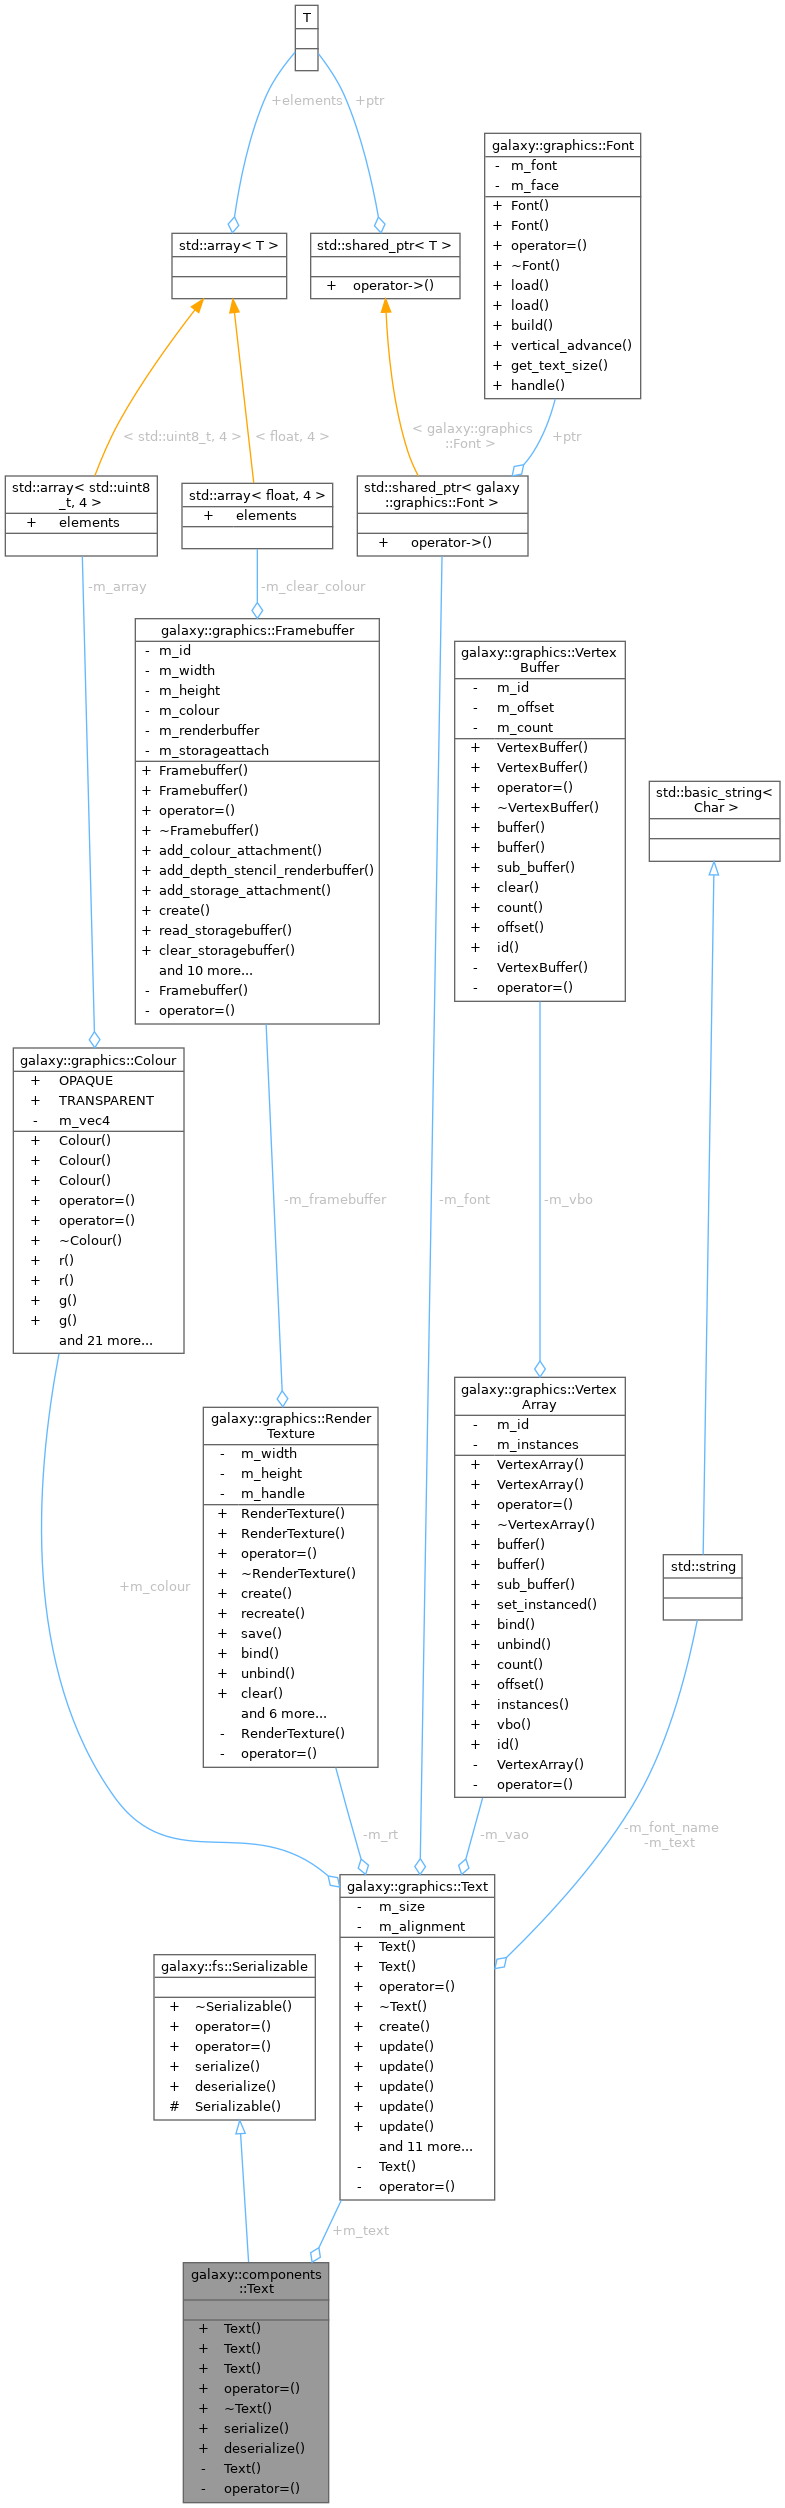 T
+elements
+ptr
galaxy::graphics::Font
- m_font
- m_face
+ Font()
+ Font()
+ operator=()
+ ~Font()
+ load()
+ load()
+ build()
+ vertical_advance()
+ get_text_size()
+ handle()
std::array< T >
std::shared_ptr< T >
+ operator->()
< std::uint8_t, 4 >
< float, 4 >
< galaxy::graphics
::Font >
+ptr
std::array< std::uint8
_t, 4 >
+ elements
std::array< float, 4 >
+ elements
std::shared_ptr< galaxy
::graphics::Font >
+ operator->()
-m_array
-m_clear_colour
galaxy::graphics::Framebuffer
- m_id
- m_width
- m_height
- m_colour
- m_renderbuffer
- m_storageattach
+ Framebuffer()
+ Framebuffer()
+ operator=()
+ ~Framebuffer()
+ add_colour_attachment()
+ add_depth_stencil_renderbuffer()
+ add_storage_attachment()
+ create()
+ read_storagebuffer()
+ clear_storagebuffer()
and 10 more...
- Framebuffer()
- operator=()
galaxy::graphics::Vertex
Buffer
- m_id
- m_offset
- m_count
+ VertexBuffer()
+ VertexBuffer()
+ operator=()
+ ~VertexBuffer()
+ buffer()
+ buffer()
+ sub_buffer()
+ clear()
+ count()
+ offset()
+ id()
- VertexBuffer()
- operator=()
std::basic_string<
Char >
galaxy::graphics::Colour
+ OPAQUE
+ TRANSPARENT
- m_vec4
+ Colour()
+ Colour()
+ Colour()
+ operator=()
+ operator=()
+ ~Colour()
+ r()
+ r()
+ g()
+ g()
and 21 more...
-m_framebuffer
-m_font
-m_vbo
galaxy::graphics::Render
Texture
- m_width
- m_height
- m_handle
+ RenderTexture()
+ RenderTexture()
+ operator=()
+ ~RenderTexture()
+ create()
+ recreate()
+ save()
+ bind()
+ unbind()
+ clear()
and 6 more...
- RenderTexture()
- operator=()
galaxy::graphics::Vertex
Array
- m_id
- m_instances
+ VertexArray()
+ VertexArray()
+ operator=()
+ ~VertexArray()
+ buffer()
+ buffer()
+ sub_buffer()
+ set_instanced()
+ bind()
+ unbind()
+ count()
+ offset()
+ instances()
+ vbo()
+ id()
- VertexArray()
- operator=()
std::string
+m_colour
-m_rt
-m_vao
-m_font_name
-m_text
galaxy::graphics::Text
- m_size
- m_alignment
+ Text()
+ Text()
+ operator=()
+ ~Text()
+ create()
+ update()
+ update()
+ update()
+ update()
+ update()
and 11 more...
- Text()
- operator=()
galaxy::fs::Serializable
+ ~Serializable()
+ operator=()
+ operator=()
+ serialize()
+ deserialize()
# Serializable()
+m_text
galaxy::components
::Text
+ Text()
+ Text()
+ Text()
+ operator=()
+ ~Text()
+ serialize()
+ deserialize()
- Text()
- operator=()